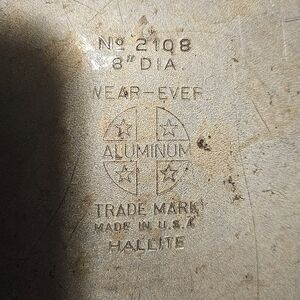 No 2108
8" DIA.
WEAR-EVER
ALUMINUM
TRADE MARK
MADE IN U.S.A
HALLITE